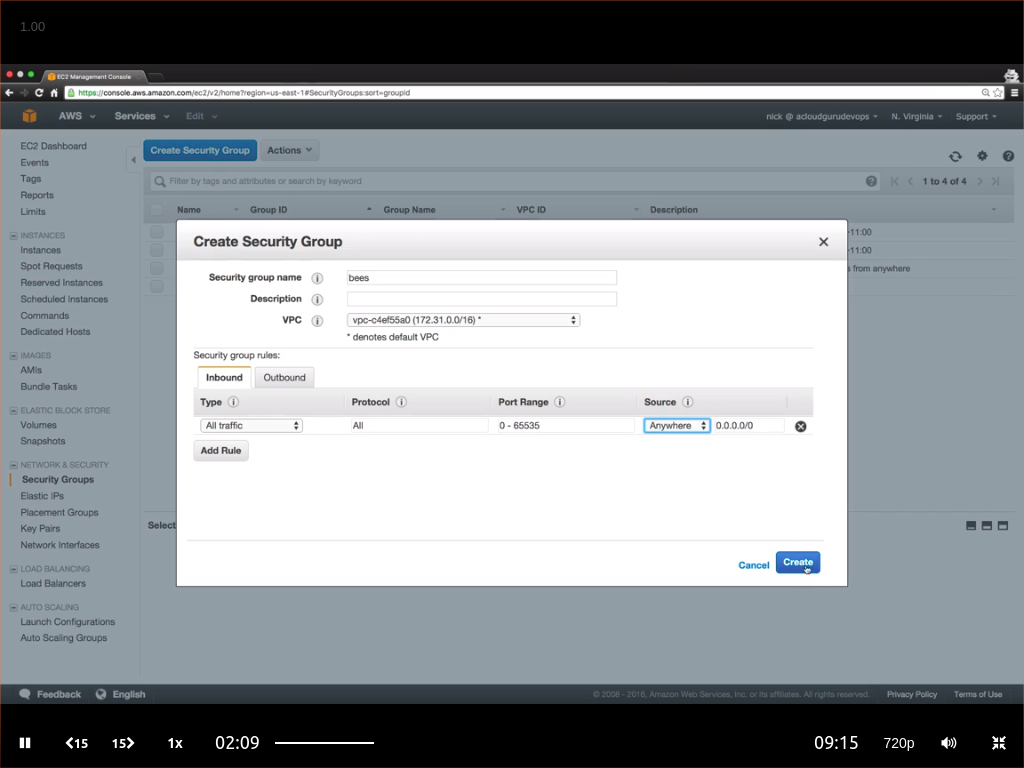 1.00
EC2 Management Console
https://console.aws.amazon.com/ec2/v2/home?region=us-east-1#SecurityGroups:sort=groupId
AWS Services Edit nick @ acloudgurudevops N. Virginia Support
EC2 Dashboard
Events
Tags
Reports
Limits
INSTANCES
Instances
Spot Requests
Reserved Instances
Scheduled Instances
Commands
Dedicated Hosts
IMAGES
AMIs
Bundle Tasks
ELASTIC BLOCK STORE
Volumes
Snapshots
NETWORK & SECURITY
Security Groups
Elastic IPs
Placement Groups
Key Pairs
Network Interfaces
LOAD BALANCING
Load Balancers
AUTO SCALING
Launch Configurations
Auto Scaling Groups
Create Security Group Actions
Filter by tags and attributes or search by keyword 1 to 4 of 4
Name Group ID Group Name VPC ID Description
-11:00
-11:00
s from anywhere
Select
Create Security Group
Security group name bees
Description
VPC vpc-c4ef55a0 (172.31.0.0/16) *
* denotes default VPC
Security group rules:
Inbound Outbound
Type Protocol Port Range Source
All traffic All 0 - 65535 Anywhere 0.0.0.0/0
Add Rule
Cancel Create
Feedback English © 2008 - 2016, Amazon Web Services, Inc. or its affiliates. All rights reserved. Privacy Policy Terms of Use
15 15 1x 02:09 09:15 720p